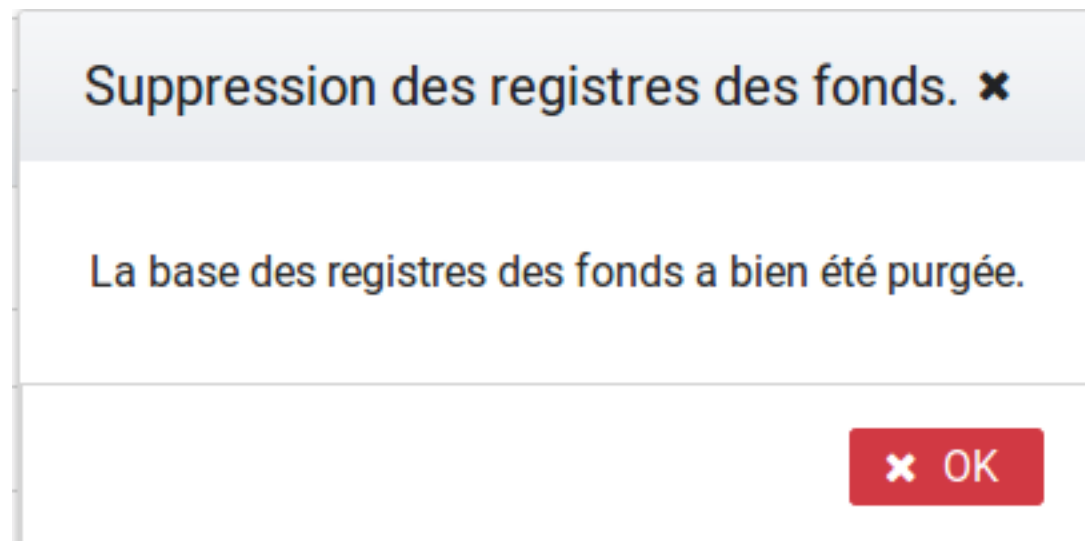 Suppression des registres des fonds. ✖
La base des registres des fonds a bien été purgée.
✖ OK